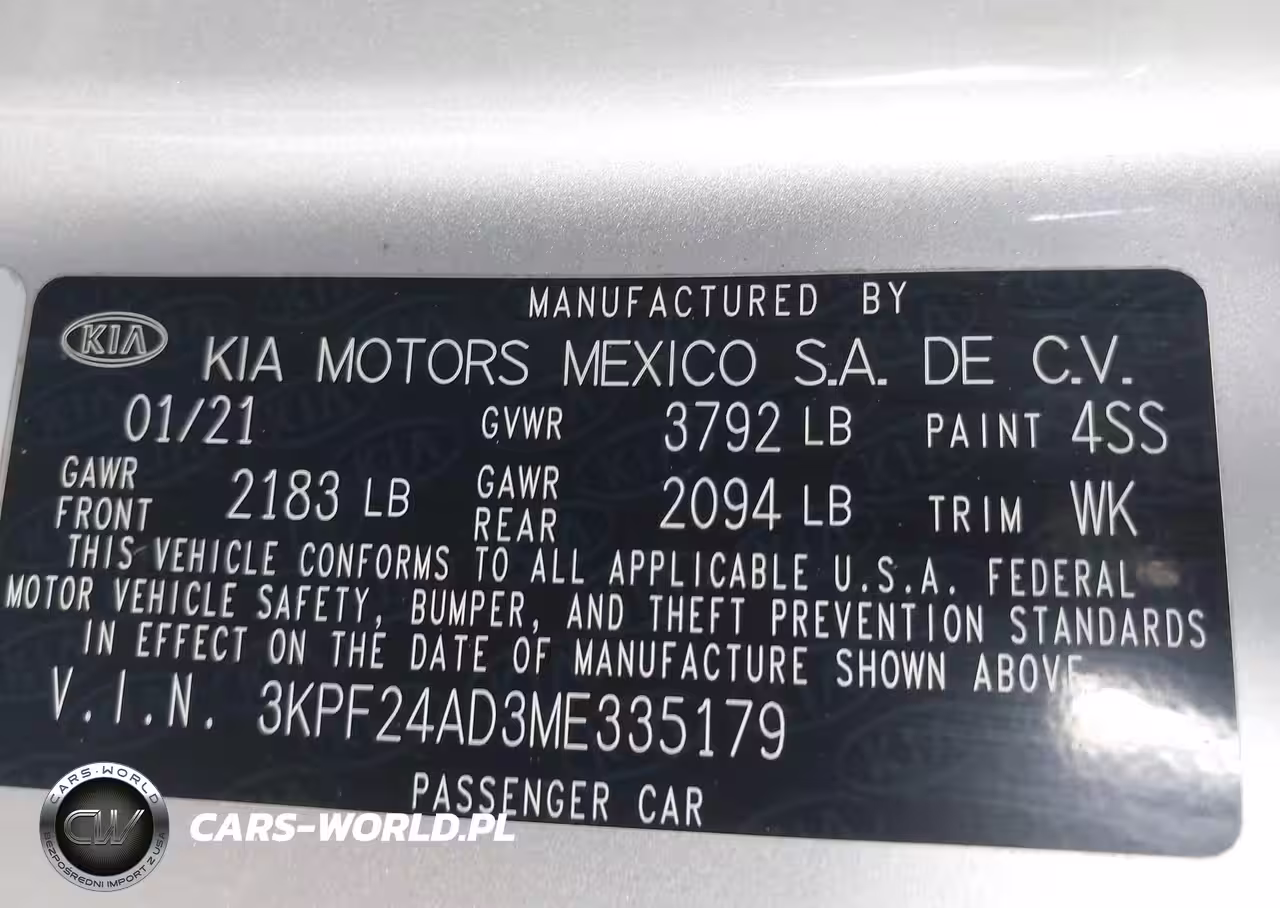 MANUFACTURED BY
KIA KIA MOTORS MEXICO S.A. DE C.V.
01/21 GVWR 3792 LB PAINT 4SS
GAWR FRONT 2183 LB GAWR REAR 2094 LB TRIM WK
THIS VEHICLE CONFORMS TO ALL APPLICABLE U.S.A. FEDERAL
MOTOR VEHICLE SAFETY, BUMPER, AND THEFT PREVENTION STANDARDS
IN EFFECT ON THE DATE OF MANUFACTURE SHOWN ABOVE
V.I.N. 3KPF24AD3ME335179
PASSENGER CAR
CARS-WORLD
CW
BEZPOŚREDNI IMPORT Z USA
CARS-WORLD.PL